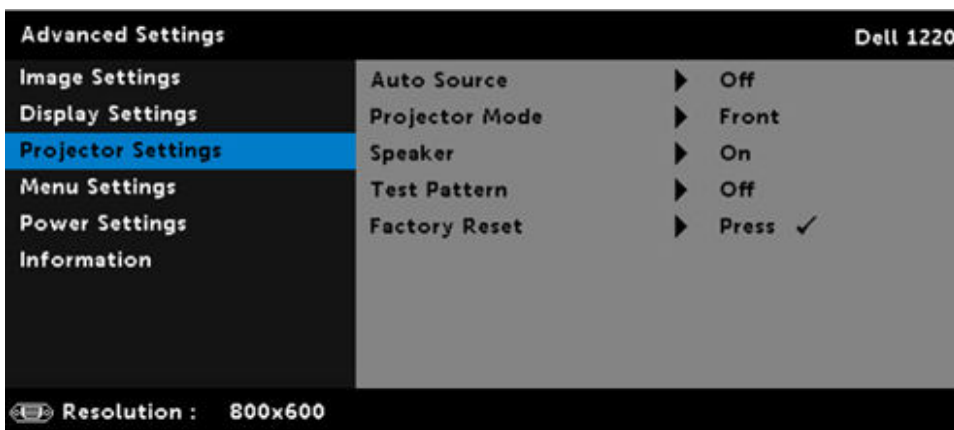 Advanced Settings Dell 1220
Image Settings
Display Settings
Projector Settings
Menu Settings
Power Settings
Information
Auto Source Off
Projector Mode Front
Speaker On
Test Pattern Off
Factory Reset Press ✓
Resolution : 800x600